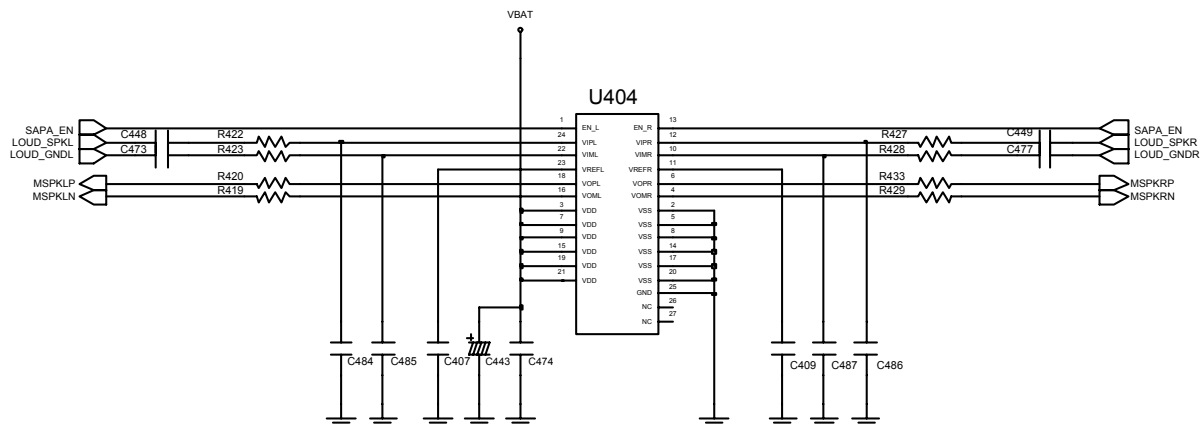 VBAT
U404
SAPA_EN
LOUD_SPKL
LOUD_GNDL
MSPKLP
MSPKLN
C448
C473
R422
R423
R420
R419
1
24
22
23
18
16
3
7
9
15
19
21
EN_L
VIPL
VIML
VREFL
VOPL
VOML
VDD
VDD
VDD
VDD
VDD
VDD
EN_R
VIPR
VIMR
VREFR
VOPR
VOMR
VSS
VSS
VSS
VSS
VSS
VSS
GND
NC
NC
13
12
10
11
6
4
2
5
8
14
17
20
25
26
27
R427
R428
R433
R429
C449
C477
SAPA_EN
LOUD_SPKR
LOUD_GNDR
MSPKRP
MSPKRN
C484
C485
C407
+
C443
C474
C409
C487
C486